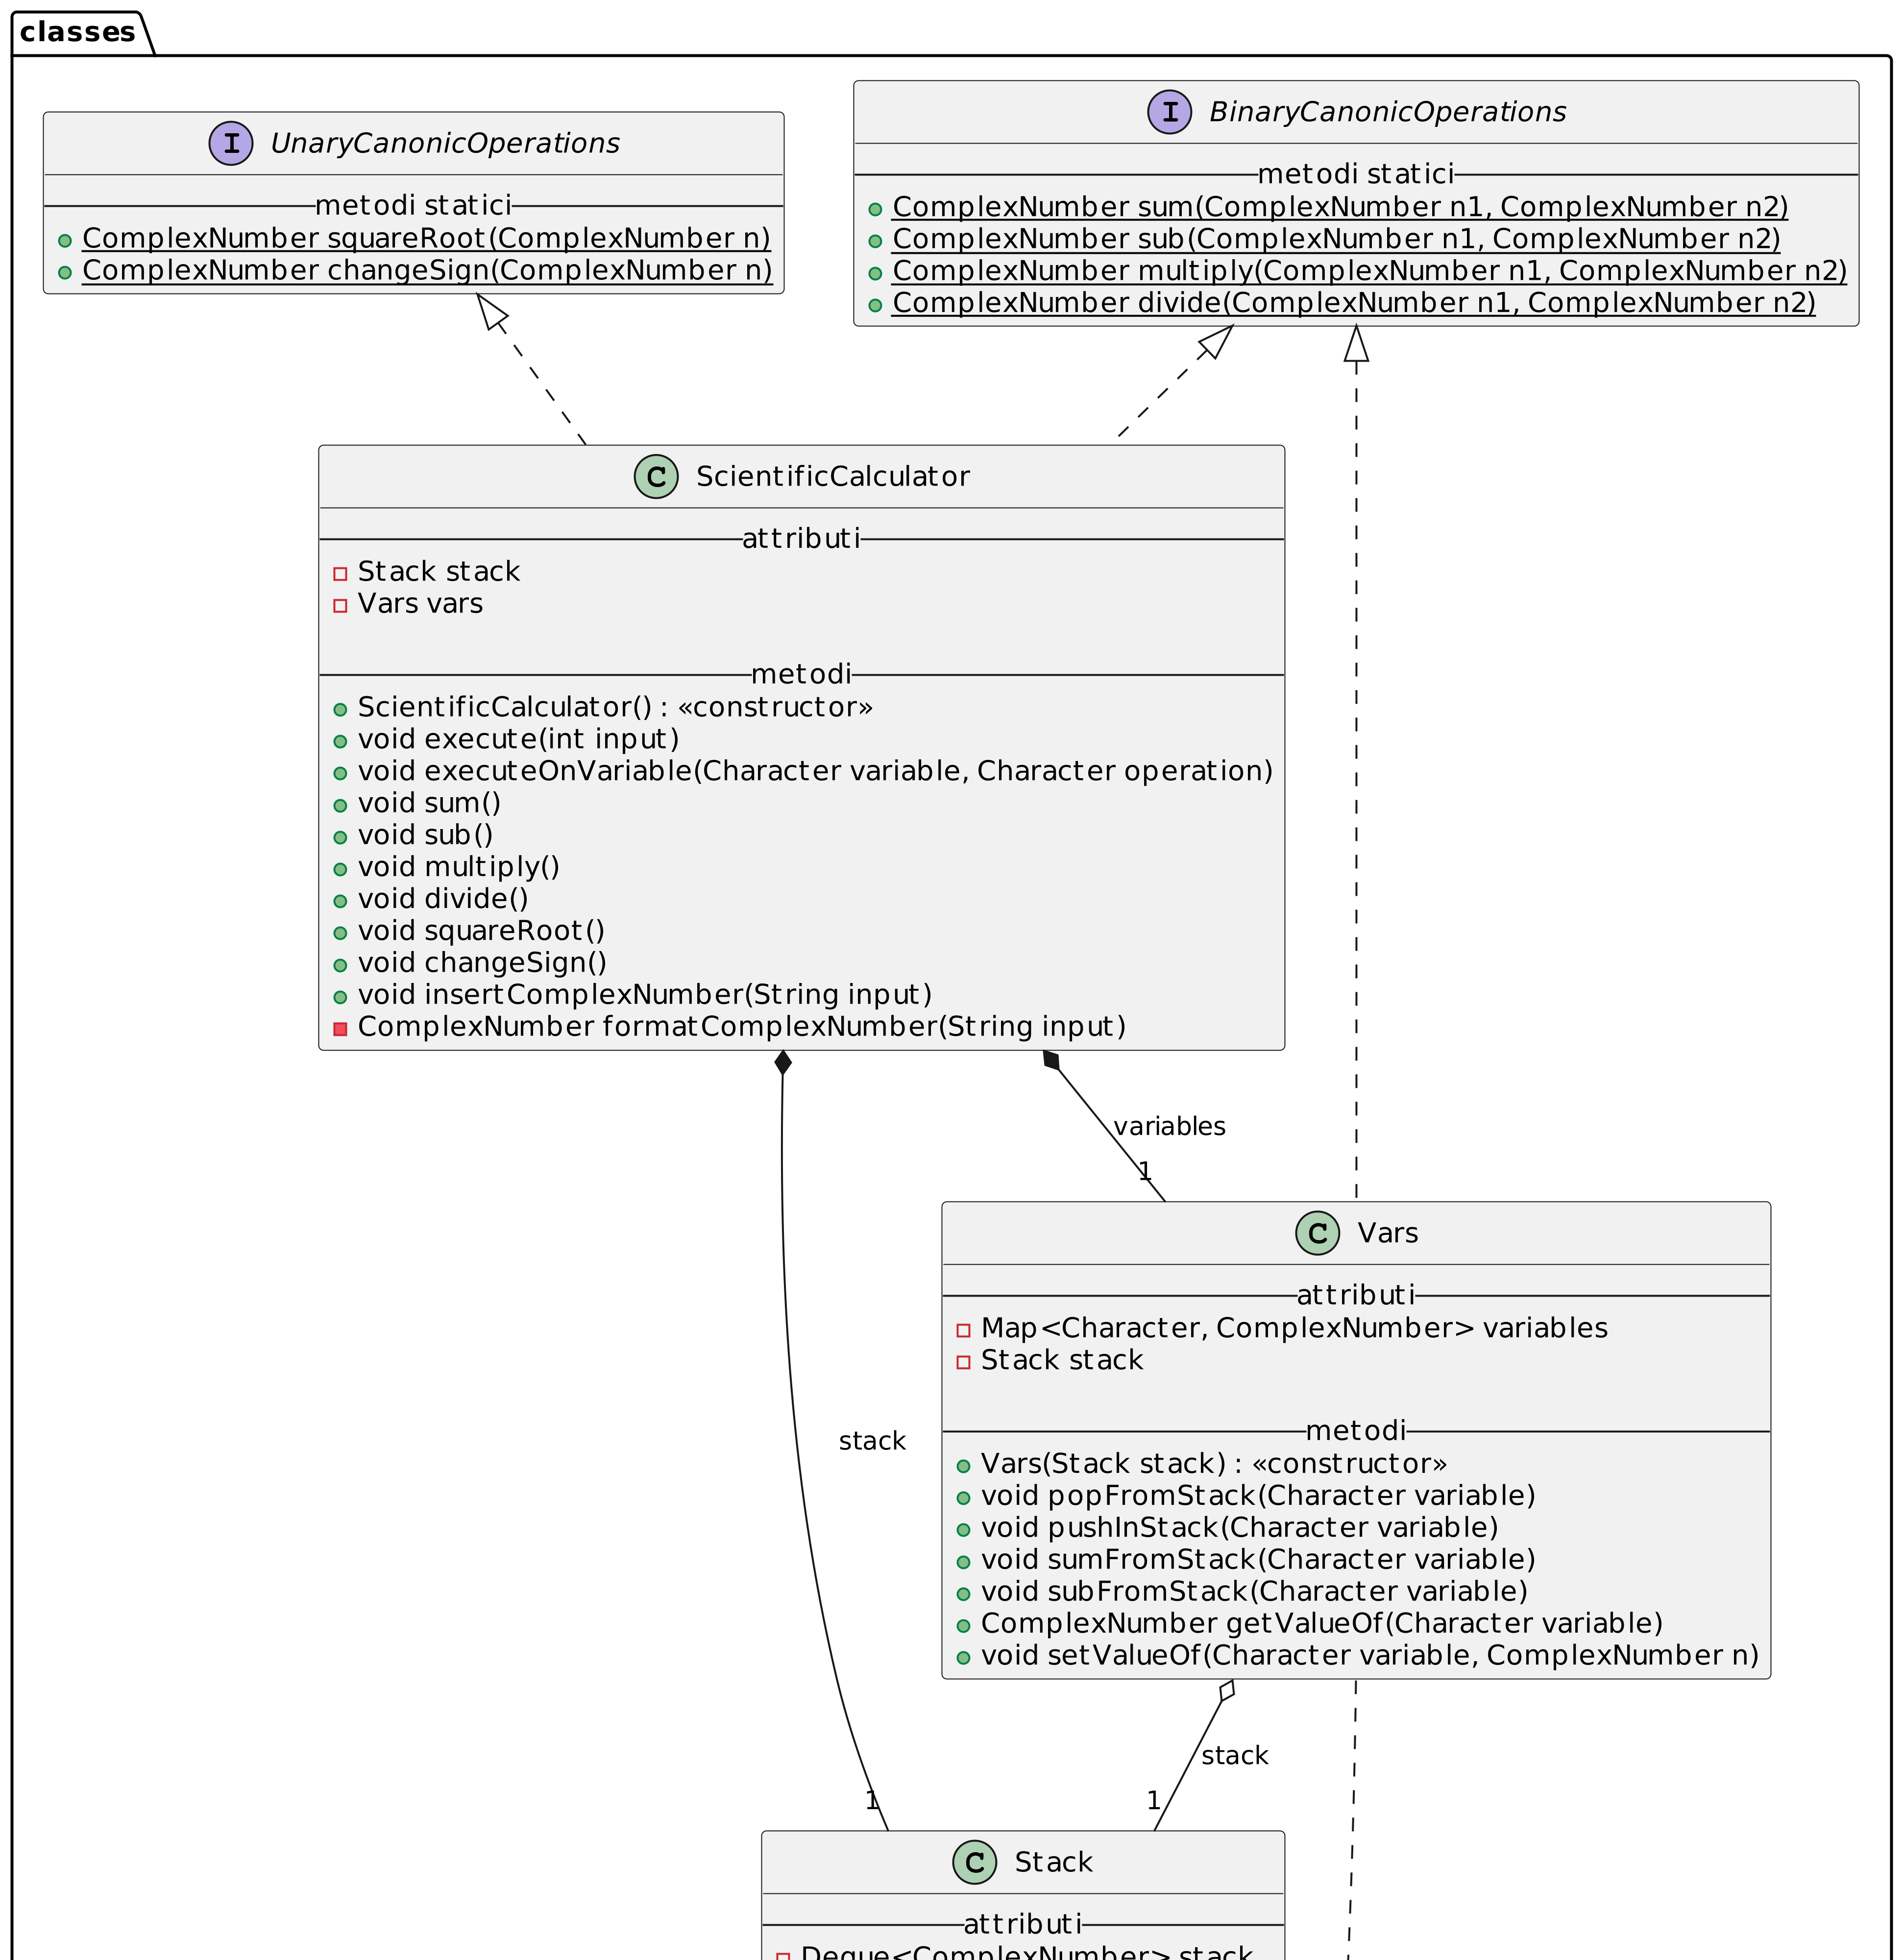 classes
I UnaryCanonicOperations
metodi statici
ComplexNumber squareRoot(ComplexNumber n)
ComplexNumber changeSign(ComplexNumber n)
I BinaryCanonicOperations
metodi statici
ComplexNumber sum(ComplexNumber n1, ComplexNumber n2)
ComplexNumber sub(ComplexNumber n1, ComplexNumber n2)
ComplexNumber multiply(ComplexNumber n1, ComplexNumber n2)
ComplexNumber divide(ComplexNumber n1, ComplexNumber n2)
C ScientificCalculator
attributi
Stack stack
Vars vars
metodi
ScientificCalculator() : «constructor»
void execute(int input)
void executeOnVariable(Character variable, Character operation)
void sum()
void sub()
void multiply()
void divide()
void squareRoot()
void changeSign()
void insertComplexNumber(String input)
ComplexNumber formatComplexNumber(String input)
variables
1
C Vars
attributi
Map<Character, ComplexNumber> variables
Stack stack
metodi
Vars(Stack stack) : «constructor»
void popFromStack(Character variable)
void pushInStack(Character variable)
void sumFromStack(Character variable)
void subFromStack(Character variable)
ComplexNumber getValueOf(Character variable)
void setValueOf(Character variable, ComplexNumber n)
stack
stack
1
1
C Stack
attributi
Deque<ComplexNumber> stack